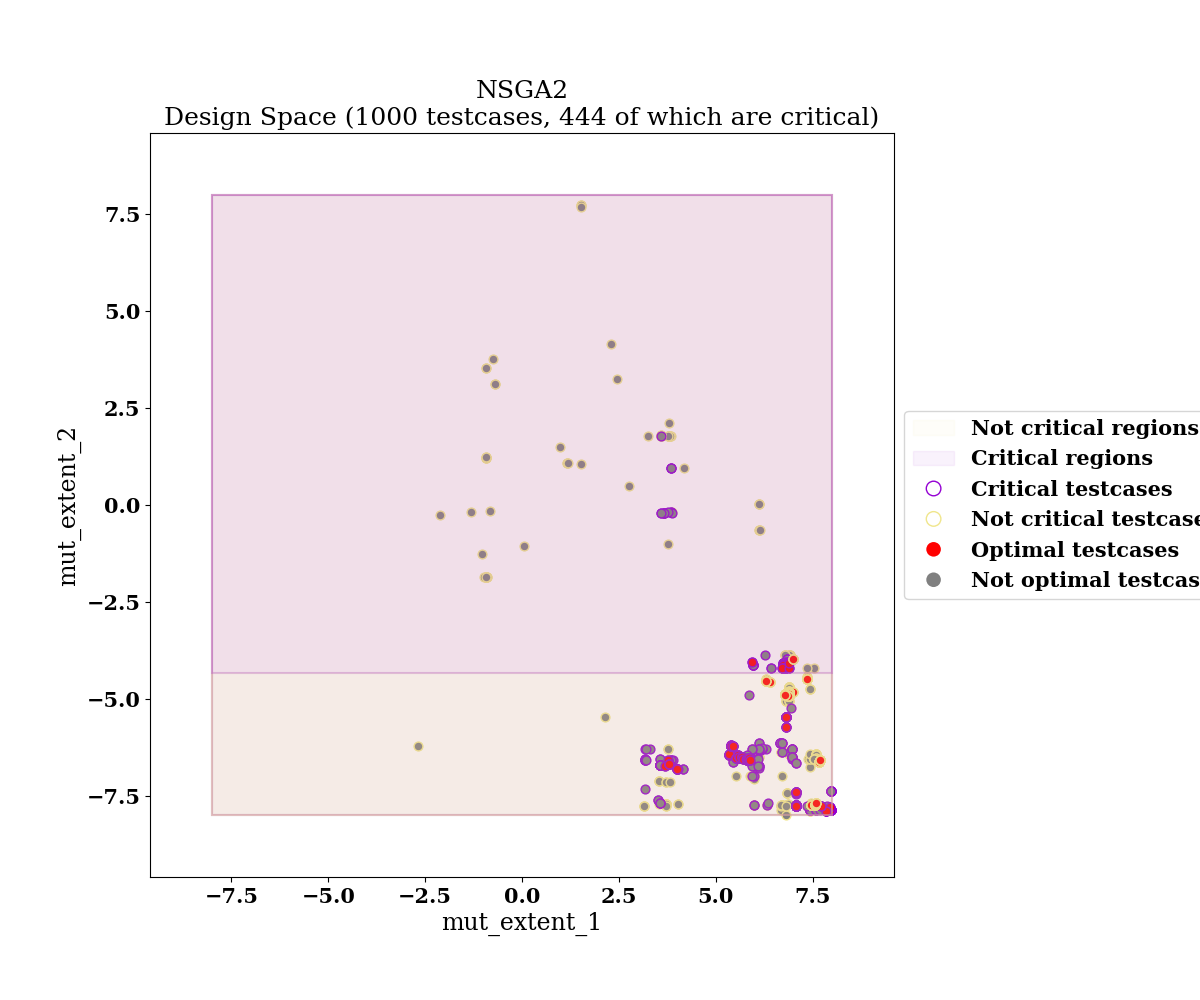 NSGA2
Design Space (1000 testcases, 444 of which are critical)
7.5
5.0
2.5
0.0
−2.5
−5.0
−7.5
mut_extent_2
−7.5
−5.0
−2.5
0.0
2.5
5.0
7.5
mut_extent_1
Not critical regions
Critical regions
Critical testcases
Not critical testcase
Optimal testcases
Not optimal testcas